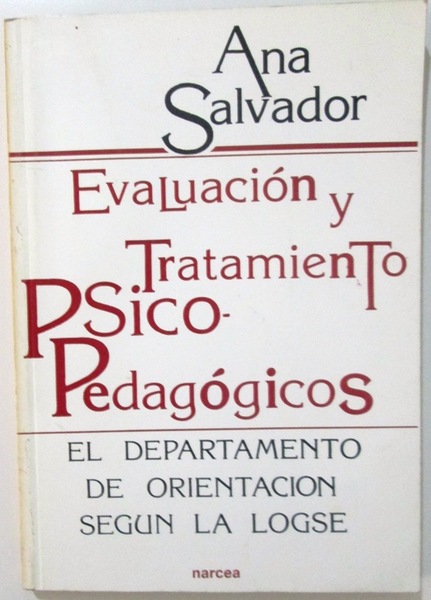 Ana
Salvador
Evaluación y
Tratamiento
Psico-
Pedagógicos
EL DEPARTAMENTO
DE ORIENTACION
SEGUN LA LOGSE
narcea